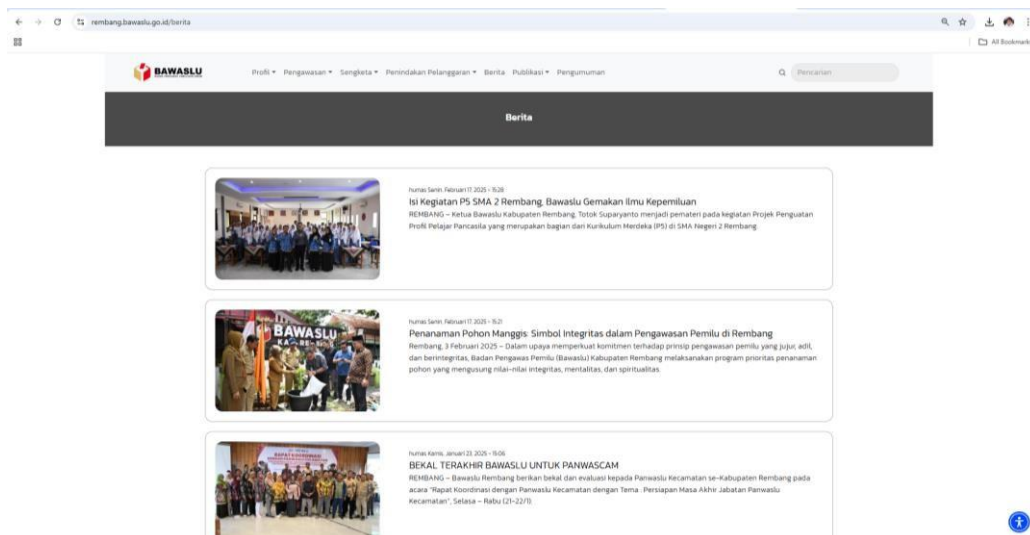 rembang.bawaslu.go.id/berita
All Bookmarks
BAWASLU
Profil Pengawasan Sengketa Penindakan Pelanggaran Berita Publikasi Pengumuman
Pencarian
Berita
humas Senin, Februari 17, 2025 - 15:28
Isi Kegiatan P5 SMA 2 Rembang, Bawaslu Gemakan Ilmu Kepemiluan
REMBANG – Ketua Bawaslu Kabupaten Rembang, Totok Suparyanto menjadi pemateri pada kegiatan Projek Penguatan
Profil Pelajar Pancasila yang merupakan bagian dari Kurikulum Merdeka (P5) di SMA Negeri 2 Rembang.
BAWASLU
humas Senin, Februari 17, 2025 - 15:21
Penanaman Pohon Manggis: Simbol Integritas dalam Pengawasan Pemilu di Rembang
Rembang, 3 Februari 2025 – Dalam upaya memperkuat komitmen terhadap prinsip pengawasan pemilu yang jujur, adil,
dan berintegritas, Badan Pengawas Pemilu (Bawaslu) Kabupaten Rembang melaksanakan program prioritas penanaman
pohon yang mengusung nilai-nilai integritas, mentalitas, dan spiritualitas.
RAPAT KOORDINASI
humas Kamis, Januari 23, 2025 - 15:06
BEKAL TERAKHIR BAWASLU UNTUK PANWASCAM
REMBANG – Bawaslu Rembang berikan bekal dan evaluasi kepada Panwaslu Kecamatan se-Kabupaten Rembang pada
acara "Rapat Koordinasi dengan Panwaslu Kecamatan dengan Tema : Persiapan Masa Akhir Jabatan Panwaslu
Kecamatan", Selasa – Rabu (21-22/1).